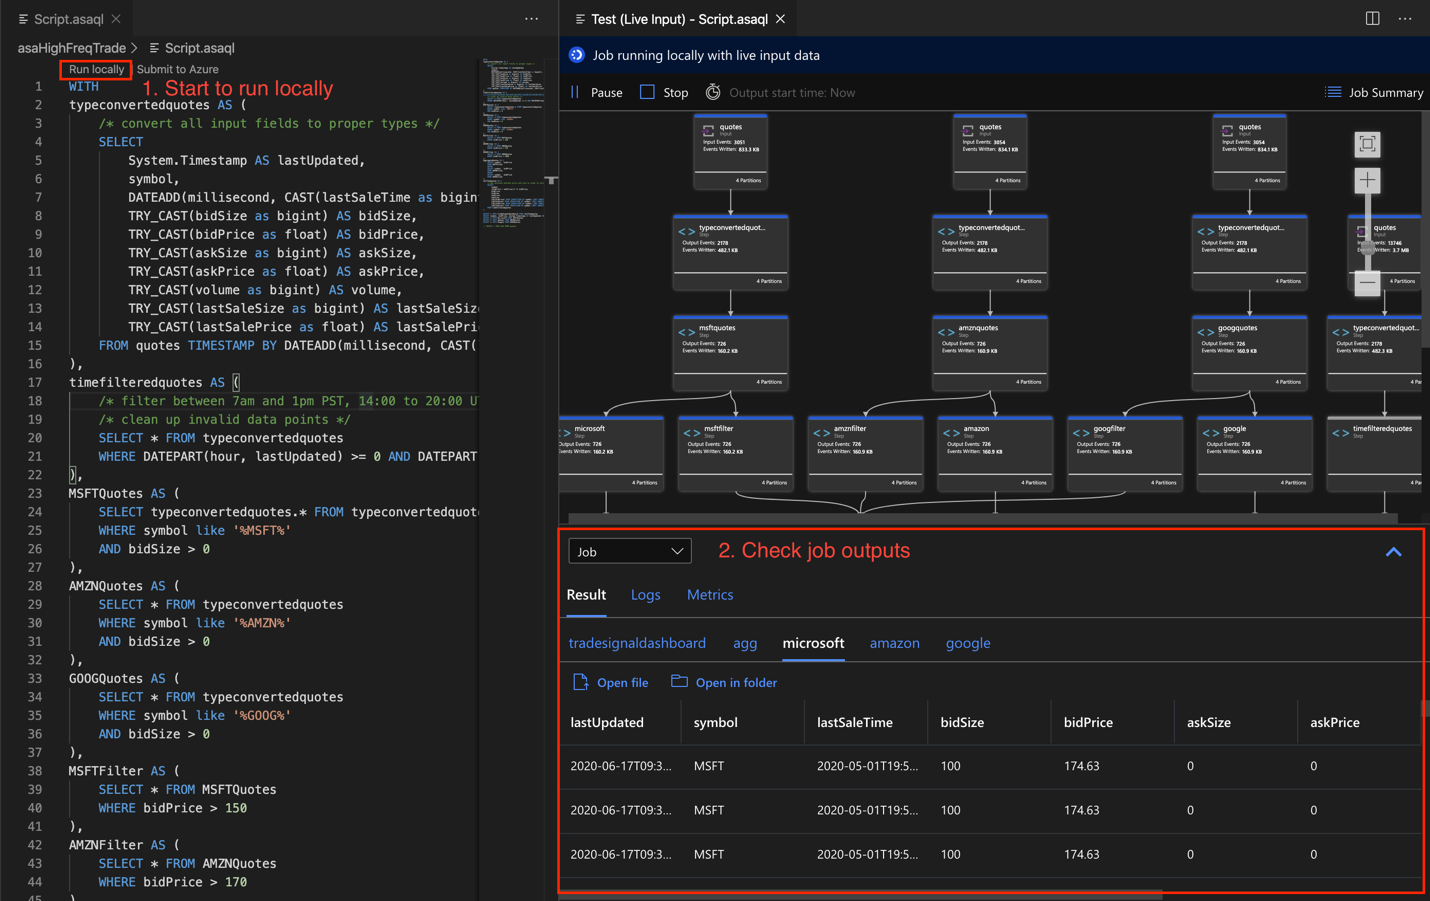 Script.asaql
asaHighFreqTrade > Script.asaql
Run locally Submit to Azure
1. Start to run locally
1 WITH
2 typeconvertedquotes AS (
3 /* convert all input fields to proper types */
4 SELECT
5 System.Timestamp AS lastUpdated,
6 symbol,
7 DATEADD(millisecond, CAST(lastSaleTime as bigin
8 TRY_CAST(bidSize as bigint) AS bidSize,
9 TRY_CAST(bidPrice as float) AS bidPrice,
10 TRY_CAST(askSize as bigint) AS askSize,
11 TRY_CAST(askPrice as float) AS askPrice,
12 TRY_CAST(volume as bigint) AS volume,
13 TRY_CAST(lastSaleSize as bigint) AS lastSaleSiz
14 TRY_CAST(lastSalePrice as float) AS lastSalePri
15 FROM quotes TIMESTAMP BY DATEADD(millisecond, CAST(
16 ),
17 timefilteredquotes AS (
18 /* filter between 7am and 1pm PST, 14:00 to 20:00 U
19 /* clean up invalid data points */
20 SELECT * FROM typeconvertedquotes
21 WHERE DATEPART(hour, lastUpdated) >= 0 AND DATEPART
22 ),
23 MSFTQuotes AS (
24 SELECT typeconvertedquotes.* FROM typeconvertedquot
25 WHERE symbol like '%MSFT%'
26 AND bidSize > 0
27 ),
28 AMZNQuotes AS (
29 SELECT * FROM typeconvertedquotes
30 WHERE symbol like '%AMZN%'
31 AND bidSize > 0
32 ),
33 GOOGQuotes AS (
34 SELECT * FROM typeconvertedquotes
35 WHERE symbol like '%GOOG%'
36 AND bidSize > 0
37 ),
38 MSFTFilter AS (
39 SELECT * FROM MSFTQuotes
40 WHERE bidPrice > 150
41 ),
42 AMZNFilter AS (
43 SELECT * FROM AMZNQuotes
44 WHERE bidPrice > 170
45 )
Test (Live Input) - Script.asaql
Job running locally with live input data
Pause Stop Output start time: Now Job Summary
quotes
Input
Input Events: 3051
Events Written: 833.3 KB
4 Partitions
quotes
Input
Input Events: 3054
Events Written: 834.1 KB
4 Partitions
quotes
Input
Input Events: 3054
Events Written: 834.1 KB
4 Partitions
typeconvertedquot...
Step
Output Events: 2178
Events Written: 482.1 KB
4 Partitions
typeconvertedquot...
Step
Output Events: 2178
Events Written: 482.1 KB
4 Partitions
typeconvertedquot...
Step
Output Events: 2178
Events Written: 482.1 KB
4 Partitions
quotes
Input
13746
3.7 MB
4 Partitions
msftquotes
Step
Output Events: 726
Events Written: 160.2 KB
4 Partitions
amznquotes
Step
Output Events: 726
Events Written: 160.9 KB
4 Partitions
googquotes
Step
Output Events: 726
Events Written: 160.9 KB
4 Partitions
typeconvertedquot...
Step
Output Events: 2178
Events Written: 482.3 KB
4 Par
microsoft
Step
Output Events: 726
Events Written: 160.2 KB
4 Partitions
msftfilter
Step
Output Events: 726
Events Written: 160.2 KB
4 Partitions
amznfilter
Step
Output Events: 726
Events Written: 160.9 KB
4 Partitions
amazon
Step
Output Events: 726
Events Written: 160.9 KB
4 Partitions
googfilter
Step
Output Events: 726
Events Written: 160.9 KB
4 Partitions
google
Step
Output Events: 726
Events Written: 160.9 KB
4 Partitions
timefilteredquotes
Step
4 Par
Job
2. Check job outputs
Result Logs Metrics
tradesignaldashboard agg microsoft amazon google
Open file Open in folder
lastUpdated symbol lastSaleTime bidSize bidPrice askSize askPrice
2020-06-17T09:3... MSFT 2020-05-01T19:5... 100 174.63 0 0
2020-06-17T09:3... MSFT 2020-05-01T19:5... 100 174.63 0 0
2020-06-17T09:3... MSFT 2020-05-01T19:5... 100 174.63 0 0